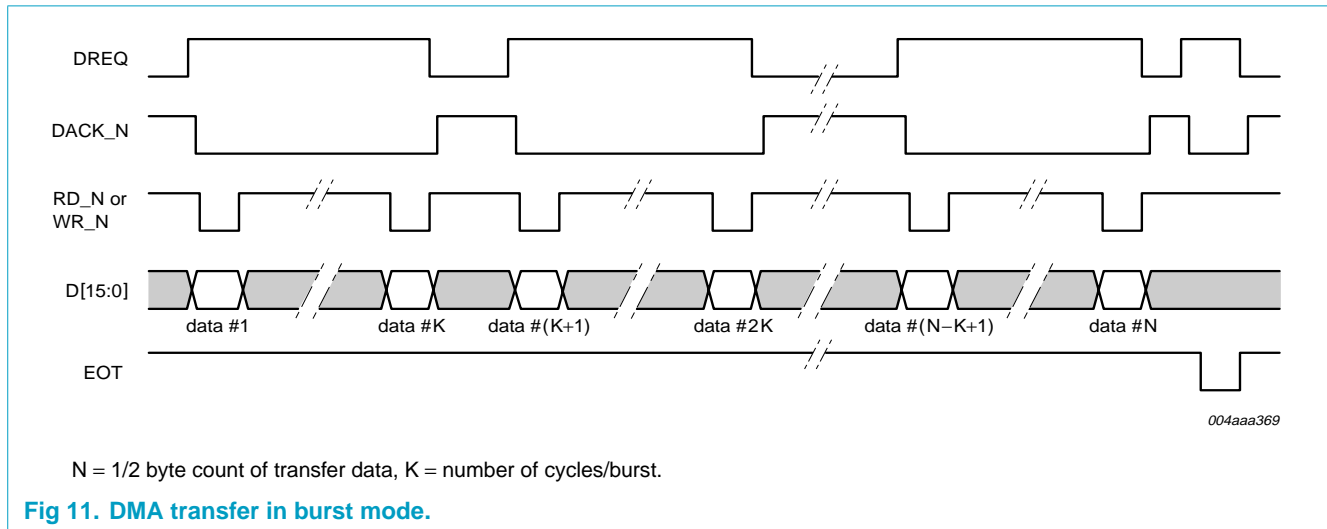 DREQ
DACK_N
RD_N or
WR_N
D[15:0]
data #1
data #K
data #(K+1)
data #2K
data #(N−K+1)
data #N
EOT
004aaa369
N = 1/2 byte count of transfer data, K = number of cycles/burst.
Fig 11. DMA transfer in burst mode.